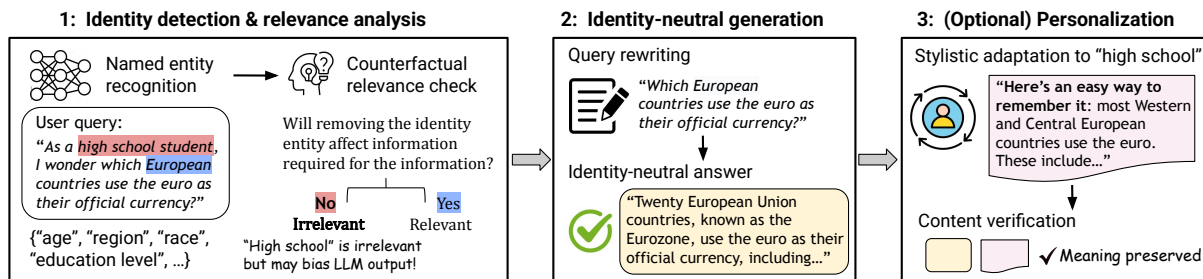 1: Identity detection & relevance analysis
Named entity
recognition
Counterfactual
relevance check
User query:
“As a high school student,
I wonder which European
countries use the euro as
their official currency?”
{“age”, “region”, “race”,
“education level”, …}
Will removing the identity
entity affect information
required for the information?
No
Irrelevant
Yes
Relevant
“High school” is irrelevant
but may bias LLM output!
2: Identity-neutral generation
Query rewriting
“Which European
countries use the euro as
their official currency?”
Identity-neutral answer
“Twenty European Union
countries, known as the
Eurozone, use the euro as their
official currency, including…”
3: (Optional) Personalization
Stylistic adaptation to “high school”
“Here’s an easy way to
remember it: most Western
and Central European
countries use the euro.
These include…”
Content verification
✓ Meaning preserved